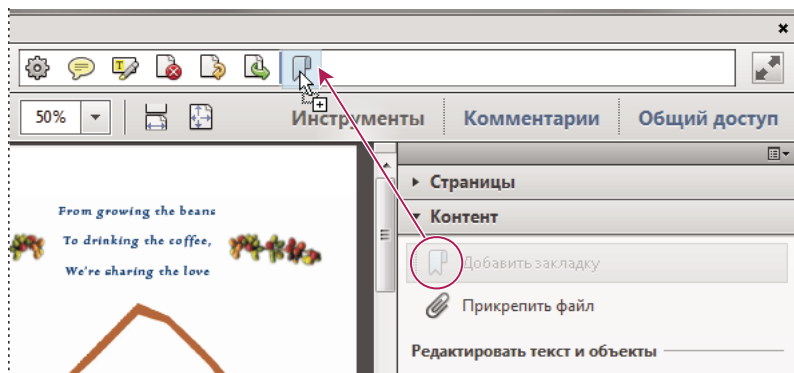 50%
Инструменты Комментарии Общий доступ
Страницы
Контент
Добавить закладку
Прикрепить файл
Редактировать текст и объекты
From growing the beans
To drinking the coffee,
We're sharing the love